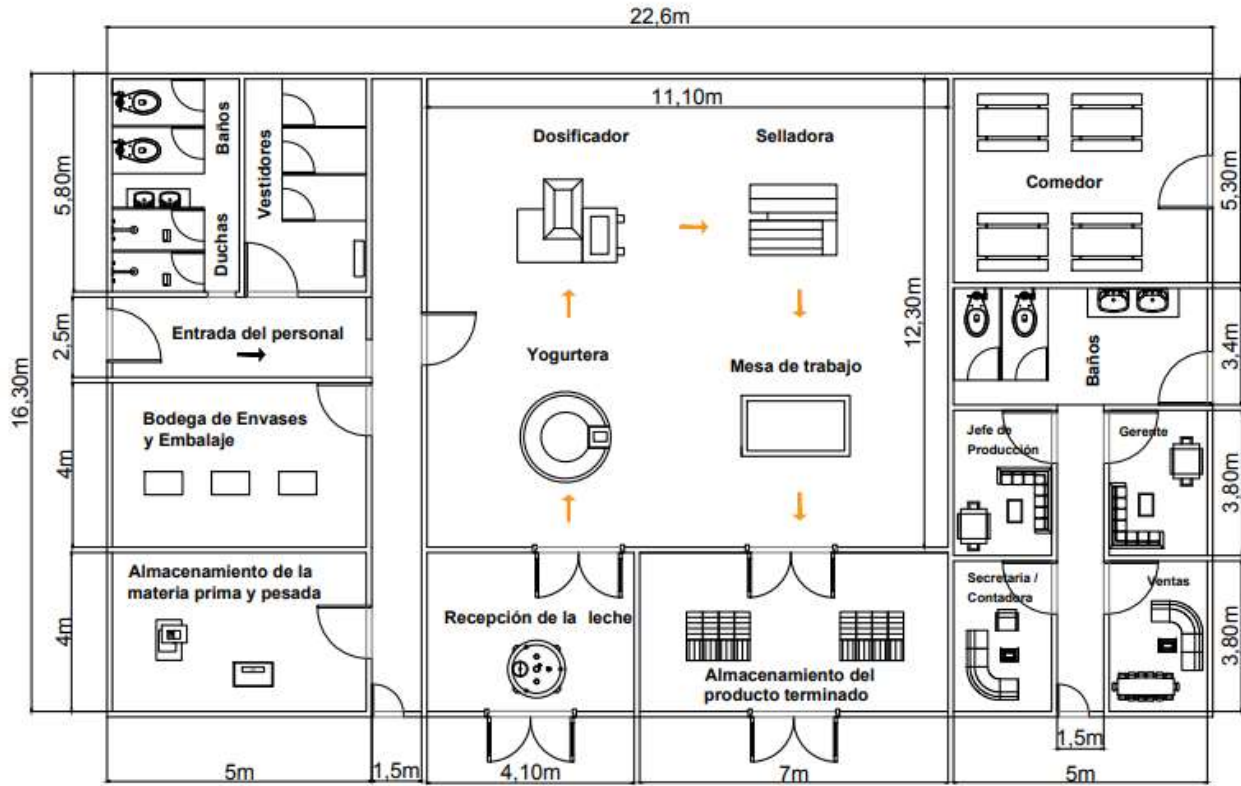 22,6m
11,10m
Dosificador
Selladora
Comedor
5,30m
Baños
Vestidores
Duchas
5,80m
16,30m
12,30m
Entrada del personal
2,5m
Yogurtera
Mesa de trabajo
Baños
3,4m
Bodega de Envases
y Embalaje
4m
Jefe de
Producción
Gerente
3,80m
Almacenamiento de la
materia prima y pesada
4m
Recepción de la leche
Almacenamiento del
producto terminado
Secretaria /
Contadora
Ventas
3,80m
5m
1,5m
4,10m
7m
1,5m
5m